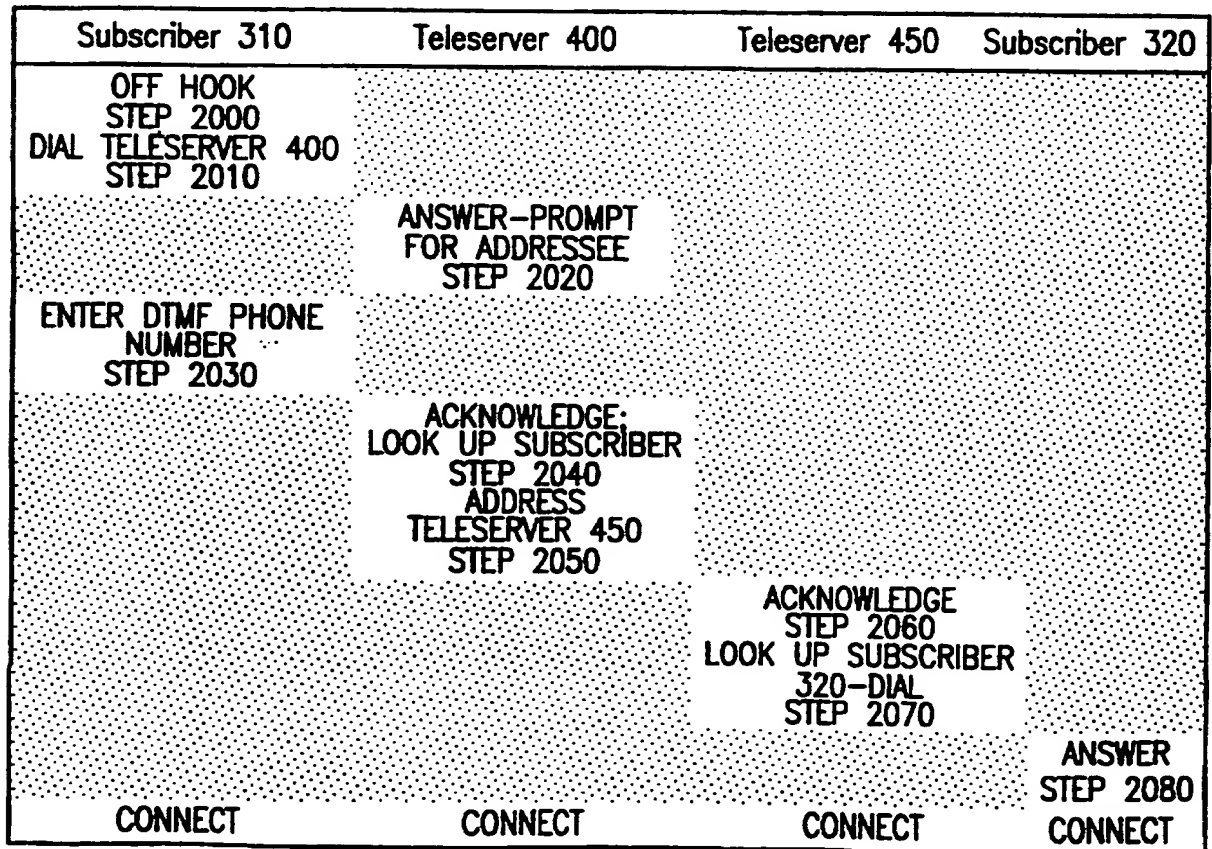 Subscriber 310 Teleserver 400 Teleserver 450 Subscriber 320
OFF HOOK
STEP 2000
DIAL TELESERVER 400
STEP 2010
ANSWER–PROMPT
FOR ADDRESSEE
STEP 2020
ENTER DTMF PHONE
NUMBER
STEP 2030
ACKNOWLEDGE;
LOOK UP SUBSCRIBER
STEP 2040
ADDRESS
TELESERVER 450
STEP 2050
ACKNOWLEDGE
STEP 2060
LOOK UP SUBSCRIBER
320–DIAL
STEP 2070
ANSWER
STEP 2080
CONNECT CONNECT CONNECT CONNECT